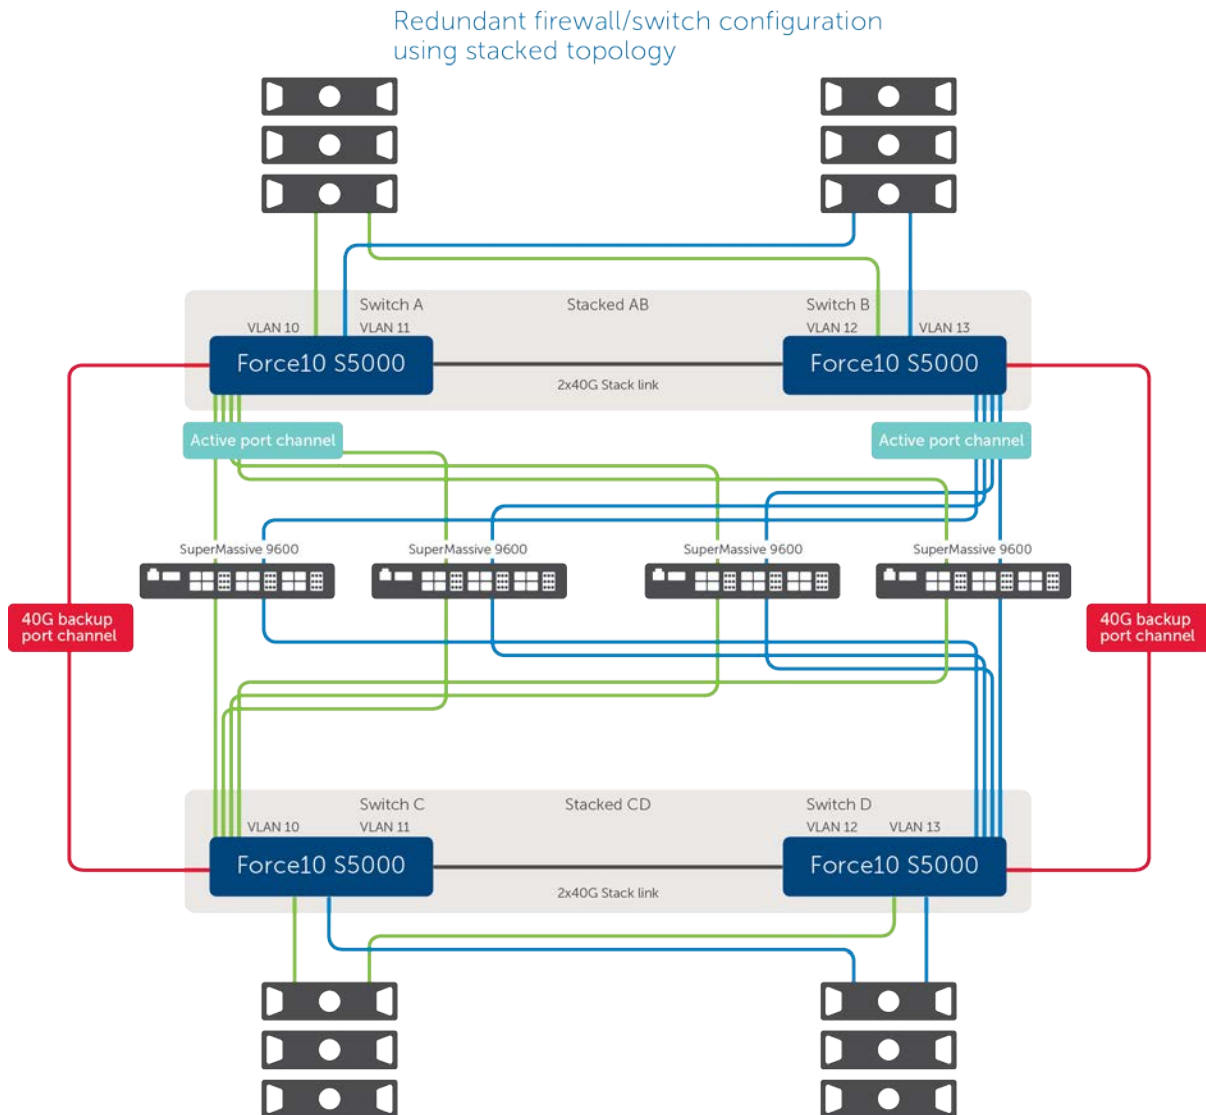 Redundant firewall/switch configuration
using stacked topology
Switch A
Stacked AB
Switch B
VLAN 10
VLAN 11
VLAN 12
VLAN 13
Force10 S5000
Force10 S5000
2x40G Stack link
Active port channel
Active port channel
SuperMassive 9600
SuperMassive 9600
SuperMassive 9600
SuperMassive 9600
40G backup
port channel
40G backup
port channel
Switch C
Stacked CD
Switch D
VLAN 10
VLAN 11
VLAN 12
VLAN 13
Force10 S5000
Force10 S5000
2x40G Stack link